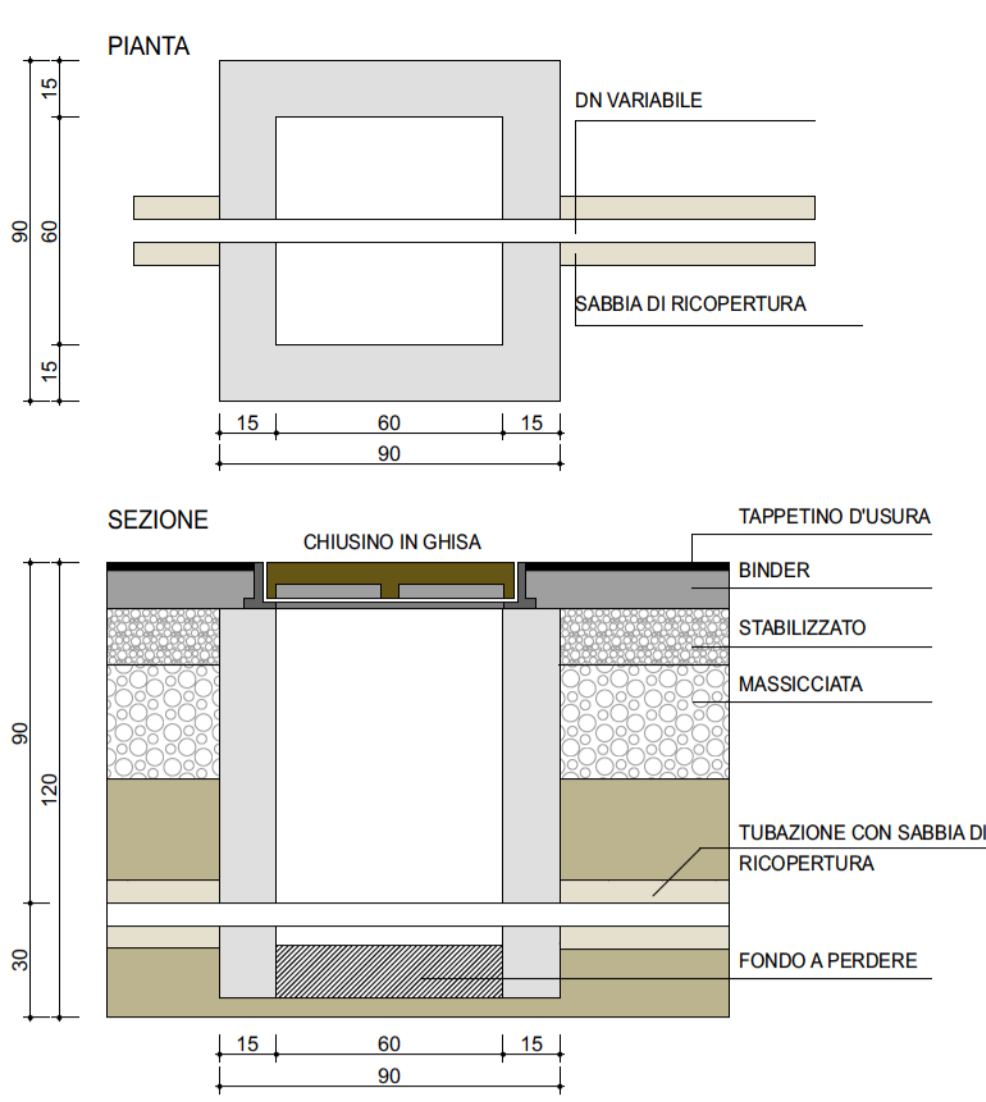 PIANTA
15
60
15
90
DN VARIABILE
SABBIA DI RICOPERTURA
15 60 15
90
SEZIONE
CHIUSINO IN GHISA
TAPPETINO D'USURA
BINDER
STABILIZZATO
MASSICCIATA
90
120
30
TUBAZIONE CON SABBIA DI
RICOPERTURA
FONDO A PERDERE
15 60 15
90